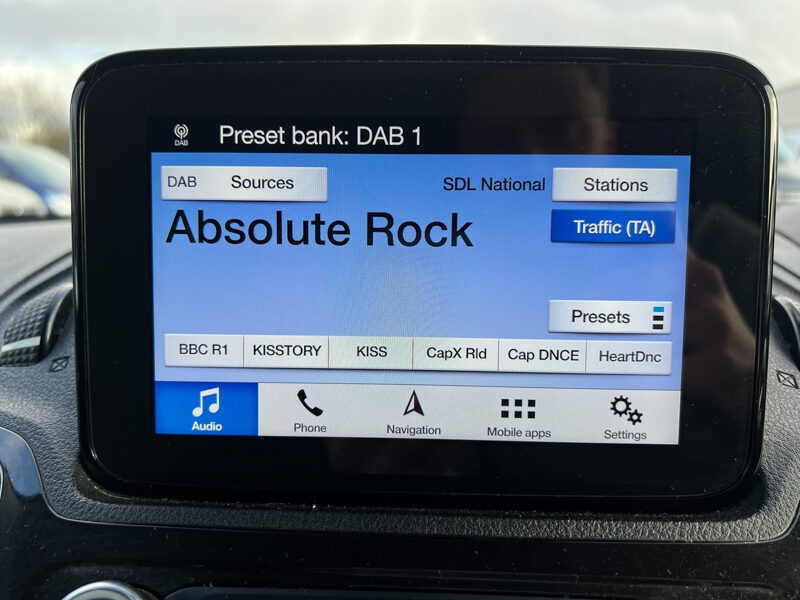 DAB
Preset bank: DAB 1
DAB Sources
SDL National
Stations
Absolute Rock
Traffic (TA)
Presets
BBC R1
KISSTORY
KISS
CapX Rld
Cap DNCE
HeartDnc
Audio
Phone
Navigation
Mobile apps
Settings